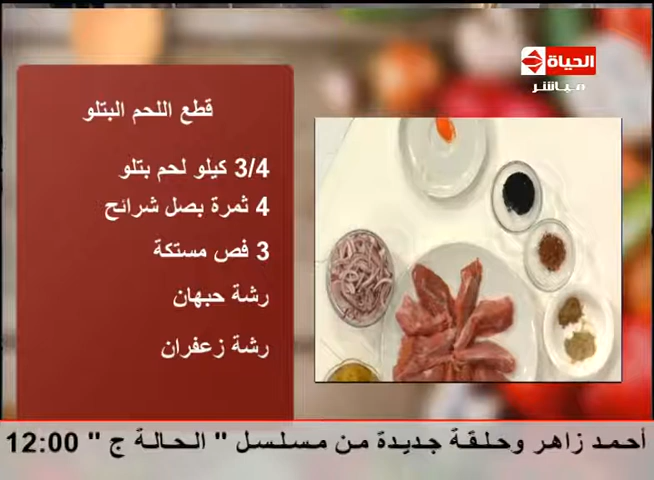 الحياة
مباشر
قطع اللحم البتلو
3/4 كيلو لحم بتلو
4 ثمرة بصل شرائح
3 فص مستكة
رشة حبهان
رشة زعفران
أحمد زاهر وحلقة جديدة من مسلسل " الحالة ج " 12:00